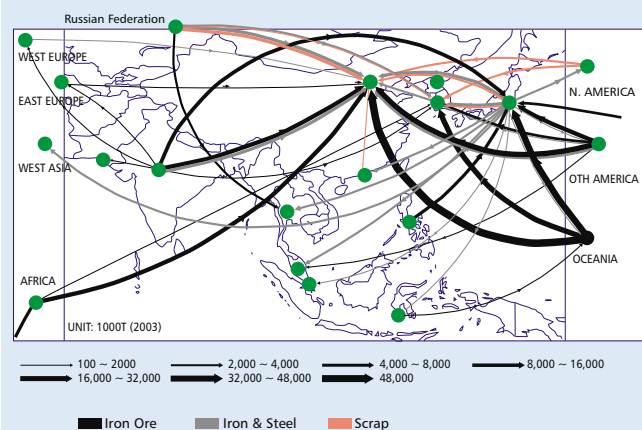 Russian Federation
WEST EUROPE
EAST EUROPE
N. AMERICA
WEST ASIA
OTH AMERICA
OCEANIA
AFRICA
UNIT: 1000T (2003)
100 ~ 2000 2,000 ~ 4,000 4,000 ~ 8,000 8,000 ~ 16,000
16,000 ~ 32,000 32,000 ~ 48,000 48,000
Iron Ore Iron & Steel Scrap